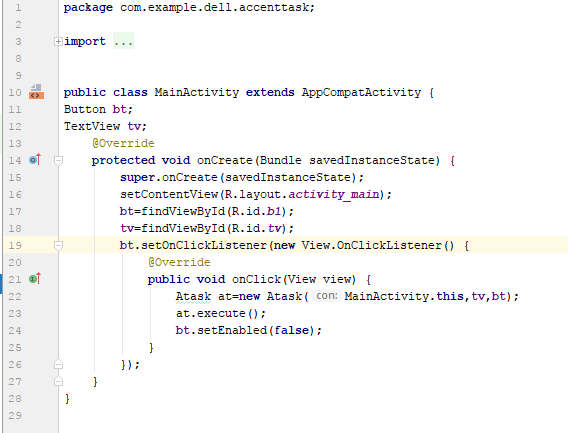 1 package com.example.dell.accenttask;
2
3 import ...
8
9
10 public class MainActivity extends AppCompatActivity {
11 Button bt;
12 TextView tv;
13     @Override
14     protected void onCreate(Bundle savedInstanceState) {
15         super.onCreate(savedInstanceState);
16         setContentView(R.layout.activity_main);
17         bt=findViewById(R.id.b1);
18         tv=findViewById(R.id.tv);
19         bt.setOnClickListener(new View.OnClickListener() {
20             @Override
21             public void onClick(View view) {
22                 Atask at=new Atask( con: MainActivity.this,tv,bt);
23                 at.execute();
24                 bt.setEnabled(false);
25             }
26         });
27     }
28 }
29